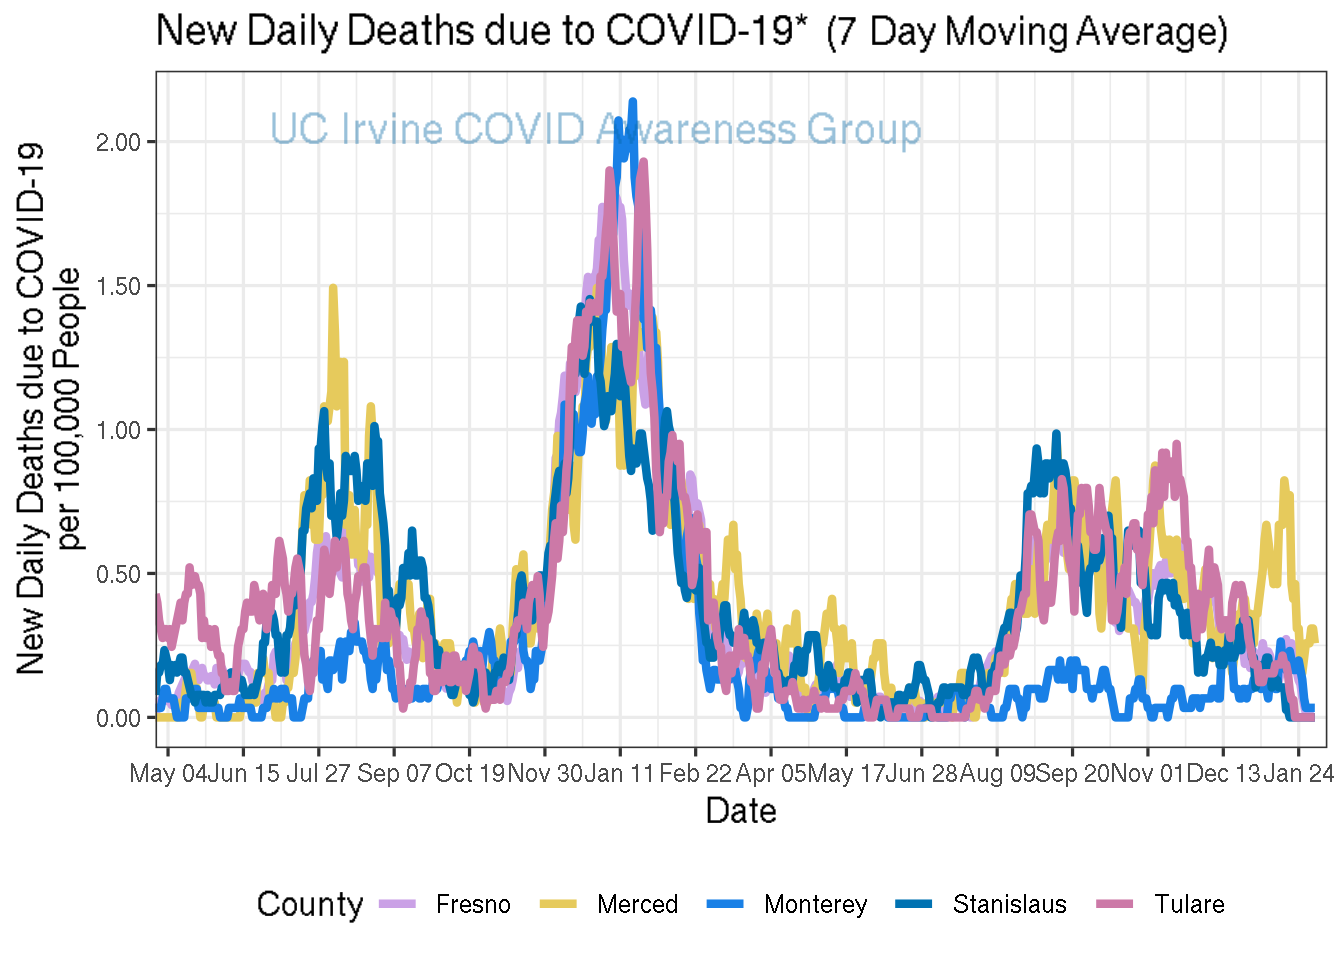 New Daily Deaths due to COVID-19* (7 Day Moving Average)
UC Irvine COVID Awareness Group
New Daily Deaths due to COVID-19
per 100,000 People
2.00
1.50
1.00
0.50
0.00
May 04 Jun 15 Jul 27 Sep 07 Oct 19 Nov 30 Jan 11 Feb 22 Apr 05 May 17 Jun 28 Aug 09 Sep 20 Nov 01 Dec 13 Jan 24
Date
County Fresno Merced Monterey Stanislaus Tulare